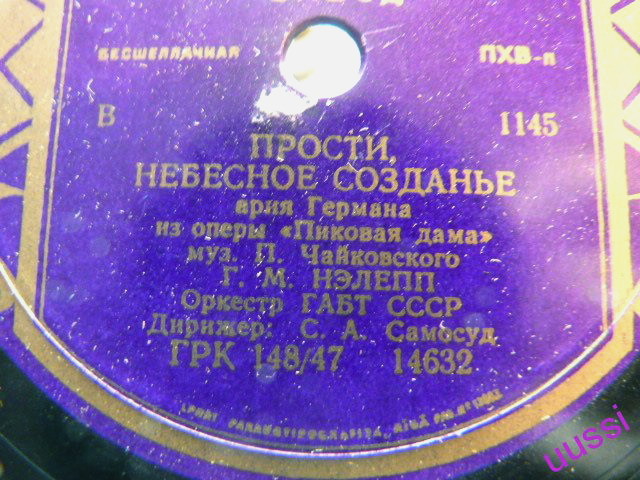 БЕСШЕЛЛАЧНАЯ ПХВ-п
В 1145
ПРОСТИ,
НЕБЕСНОЕ СОЗДАНЬЕ
ария Германа
из оперы «Пиковая дама»
муз. П. Чайковского
Г. М. НЭЛЕПП
Оркестр ГАБТ СССР
Дирижер: С. А. Самосуд
ГРК 148/47 14632
uussi